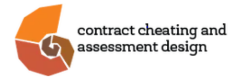 contract cheating and
assessment design